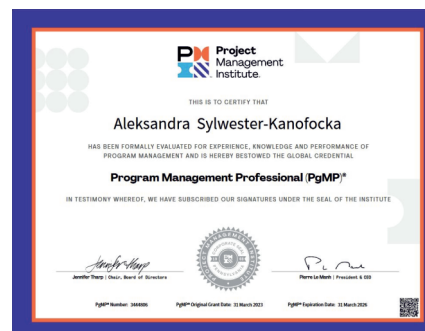 Project
Management
Institute.
THIS IS TO CERTIFY THAT
Aleksandra Sylwester-Kanofocka
HAS BEEN FORMALLY EVALUATED FOR EXPERIENCE, KNOWLEDGE AND PERFORMANCE OF
PROGRAM MANAGEMENT AND IS HEREBY BESTOWED THE GLOBAL CREDENTIAL
Program Management Professional (PgMP)®
IN TESTIMONY WHEREOF, WE HAVE SUBSCRIBED OUR SIGNATURES UNDER THE SEAL OF THE INSTITUTE
Jennifer Tharp | Chair, Board of Directors
Pierre Le Manh | President & CEO
PgMP® Number: 3444686
PgMP® Original Grant Date: 31 March 2023
PgMP® Expiration Date: 31 March 2026